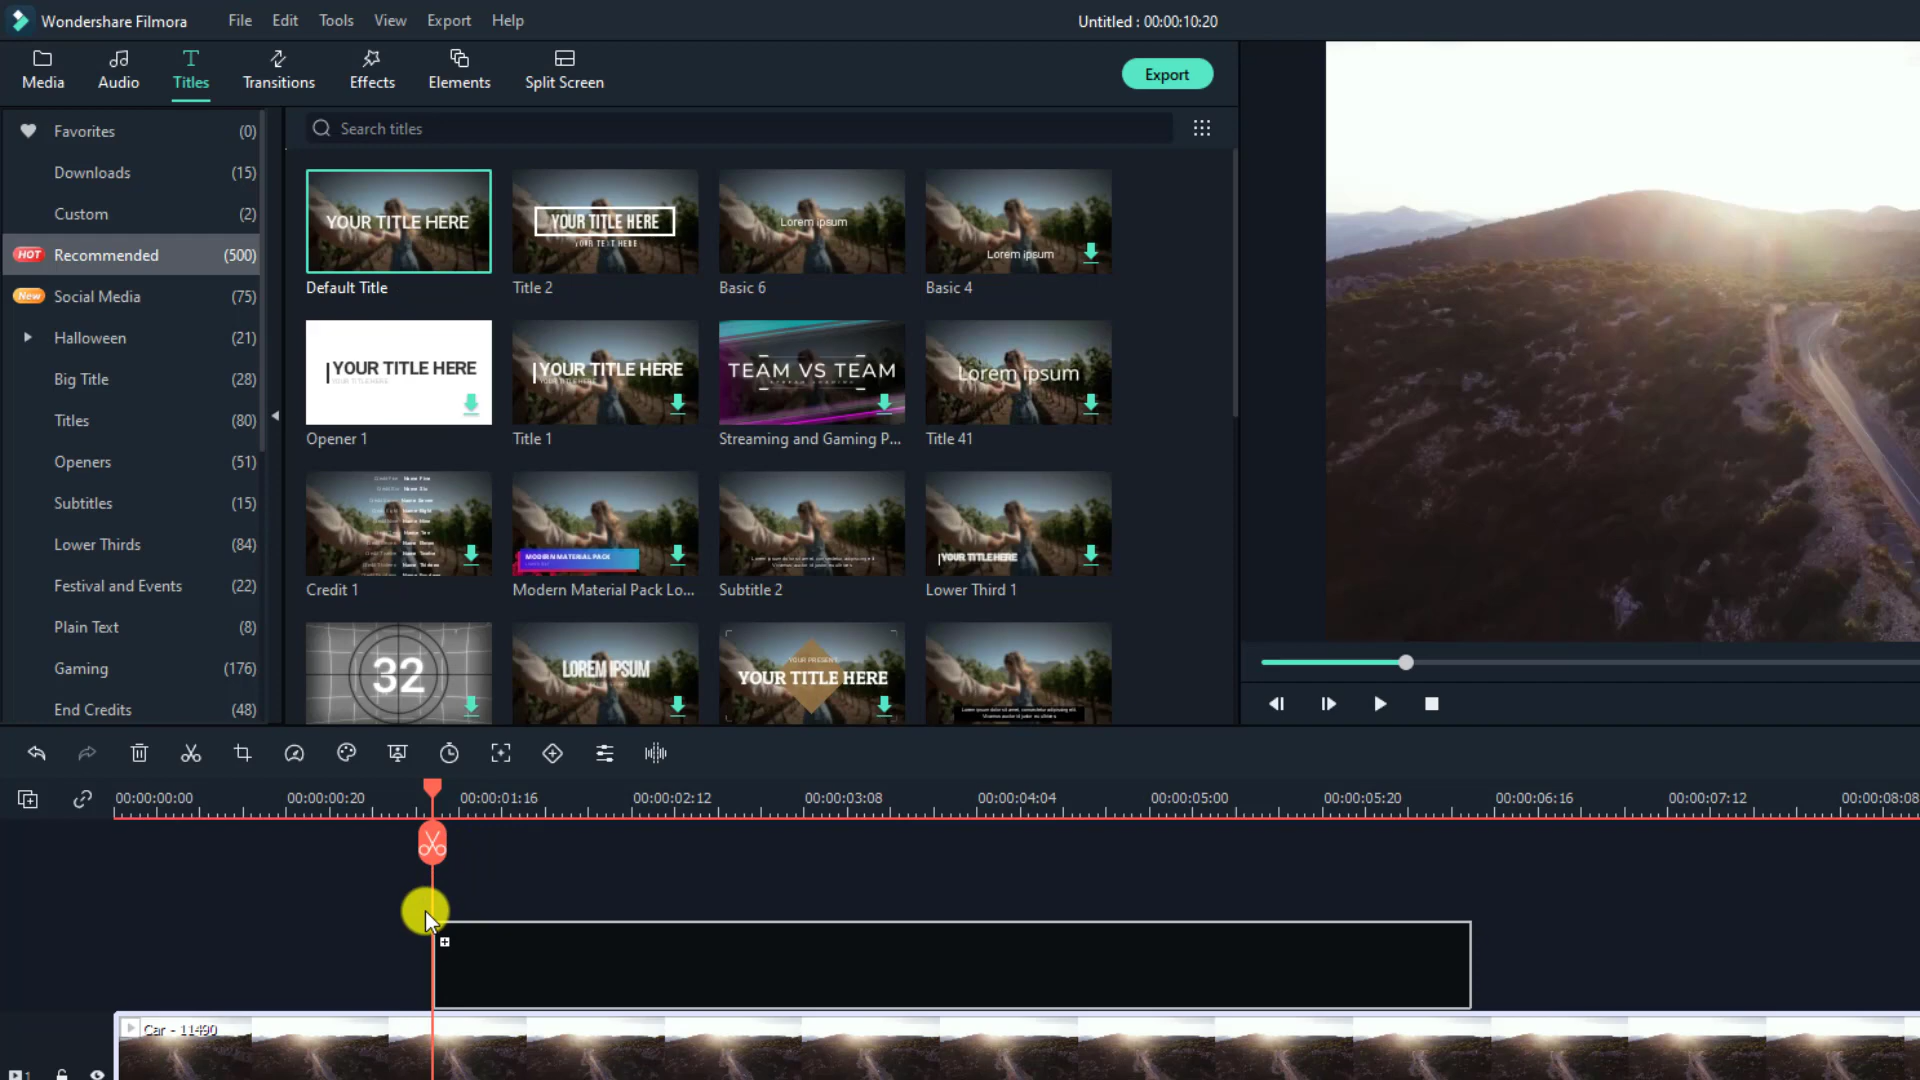 Wondershare Filmora
File
Edit
Tools
View
Export
Help
Untitled : 00:00:10:20
Media
Audio
Titles
Transitions
Effects
Elements
Split Screen
Export
Favorites (0)
Downloads (15)
Custom (2)
HOT Recommended (500)
New Social Media (75)
Halloween (21)
Big Title (28)
Titles (80)
Openers (51)
Subtitles (15)
Lower Thirds (84)
Festival and Events (22)
Plain Text (8)
Gaming (176)
End Credits (48)
Search titles
YOUR TITLE HERE
Default Title
YOUR TITLE HERE
YOUR TEXT HERE
Title 2
Lorem ipsum
Basic 6
Lorem ipsum
Basic 4
YOUR TITLE HERE
YOUR TITLE HERE
Opener 1
YOUR TITLE HERE
Title 1
TEAM VS TEAM
Streaming and Gaming P...
Lorem ipsum
Title 41
Credit 1
MODERN MATERIAL PACK
Modern Material Pack Lo...
Subtitle 2
YOUR TITLE HERE
Lower Third 1
32
LOREM IPSUM
YOUR PRESENT
YOUR TITLE HERE
00:00:00:00
00:00:00:20
00:00:01:16
00:00:02:12
00:00:03:08
00:00:04:04
00:00:05:00
00:00:05:20
00:00:06:16
00:00:07:12
00:00:08:08
Car - 11490
1